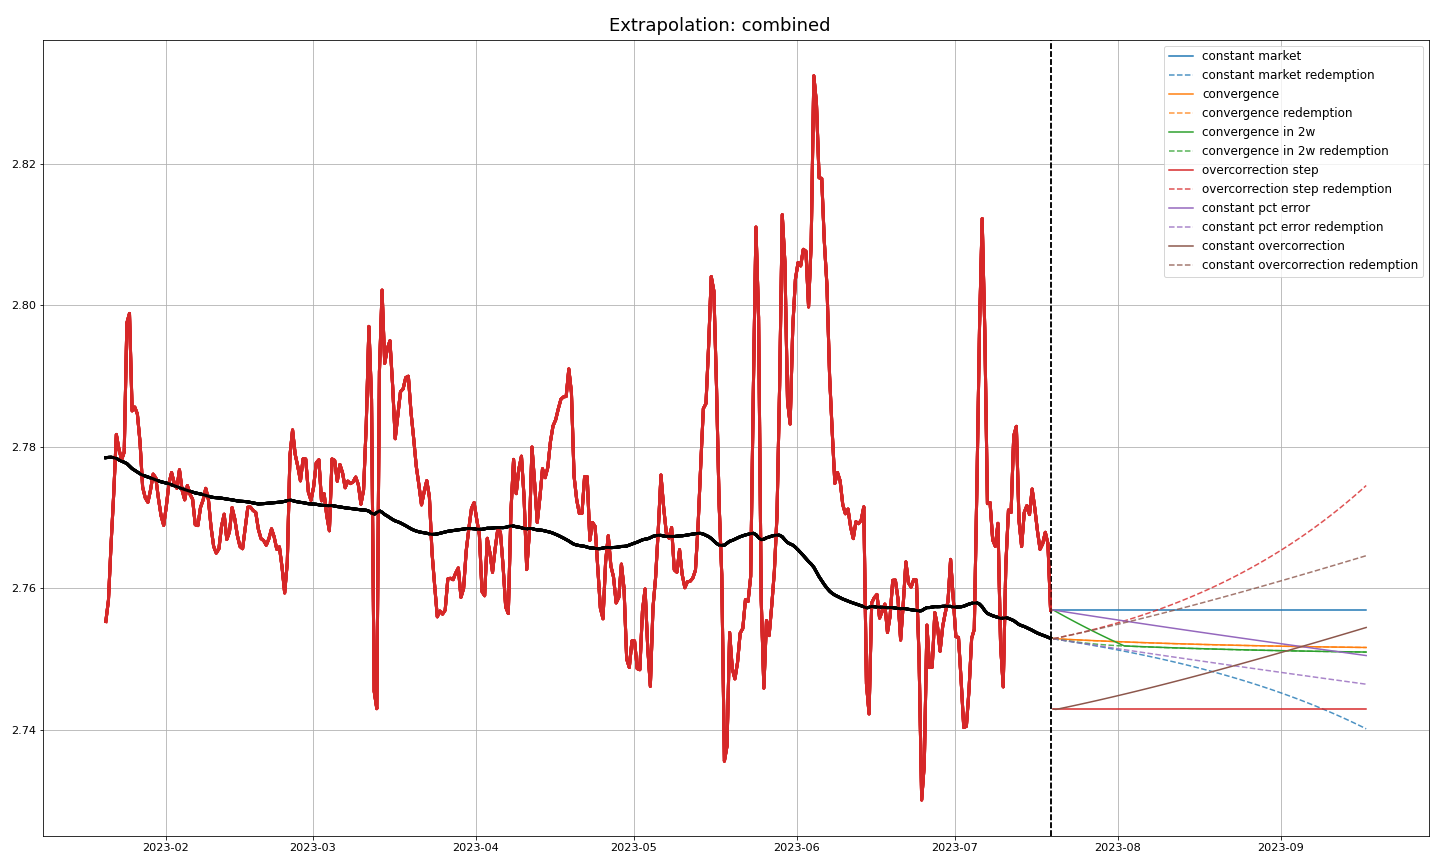 Extrapolation: combined
constant market
constant market redemption
convergence
convergence redemption
convergence in 2w
convergence in 2w redemption
overcorrection step
overcorrection step redemption
constant pct error
constant pct error redemption
constant overcorrection
constant overcorrection redemption
2.82
2.80
2.78
2.76
2.74
2023-02 2023-03 2023-04 2023-05 2023-06 2023-07 2023-08 2023-09